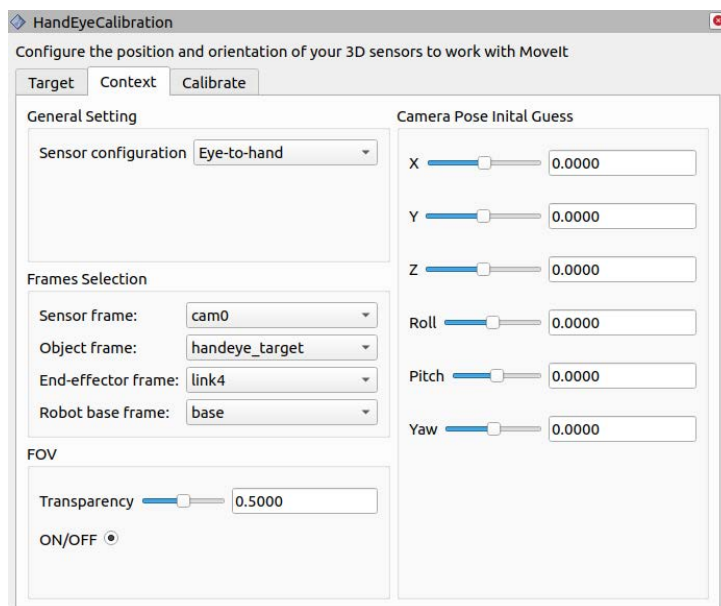 HandEyeCalibration
Configure the position and orientation of your 3D sensors to work with MoveIt
Target Context Calibrate
General Setting
Sensor configuration Eye-to-hand
Frames Selection
Sensor frame: cam0
Object frame: handeye_target
End-effector frame: link4
Robot base frame: base
FOV
Transparency 0.5000
ON/OFF
Camera Pose Inital Guess
X 0.0000
Y 0.0000
Z 0.0000
Roll 0.0000
Pitch 0.0000
Yaw 0.0000